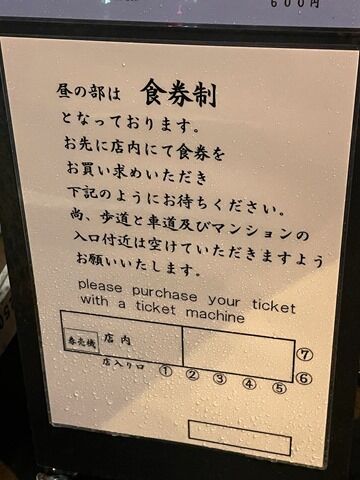 600円
昼の部は 食券制
となっております。
お先に店内にて食券を
お買い求めいただき
下記のようにお待ちください。
尚、歩道と車道及びマンションの
入口付近は空けていただきますよう
お願いいたします。
please purchase your ticket
with a ticket machine
券売機 店内 ⑦
店入り口 ① ② ③ ④ ⑤ ⑥